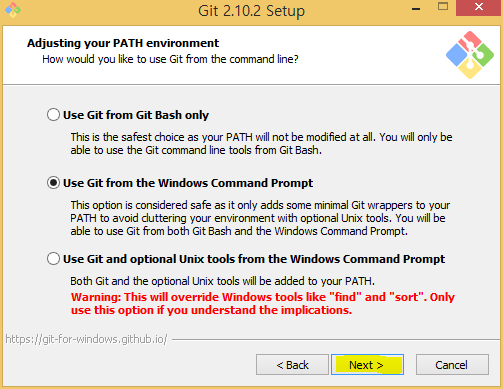 Git 2.10.2 Setup
Adjusting your PATH environment
How would you like to use Git from the command line?
Use Git from Git Bash only
This is the safest choice as your PATH will not be modified at all. You will only be
able to use the Git command line tools from Git Bash.
Use Git from the Windows Command Prompt
This option is considered safe as it only adds some minimal Git wrappers to your
PATH to avoid cluttering your environment with optional Unix tools. You will be
able to use Git from both Git Bash and the Windows Command Prompt.
Use Git and optional Unix tools from the Windows Command Prompt
Both Git and the optional Unix tools will be added to your PATH.
Warning: This will override Windows tools like "find" and "sort". Only
use this option if you understand the implications.
https://git-for-windows.github.io/
< Back
Next >
Cancel